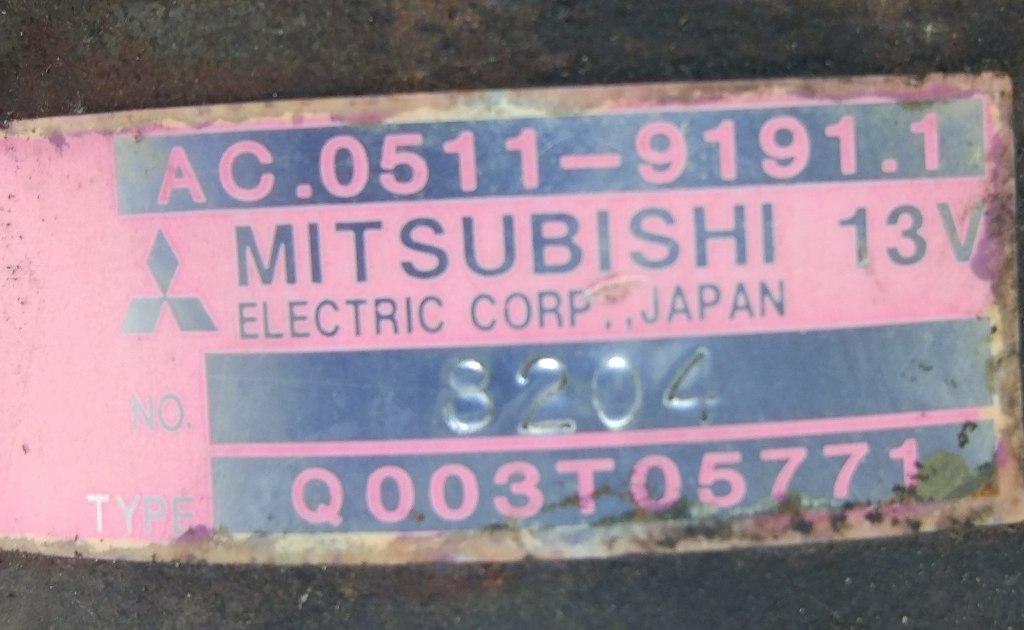 AC.0511-9191.1
MITSUBISHI 13V
ELECTRIC CORP.,JAPAN
NO. 8204
TYPE Q003T05771